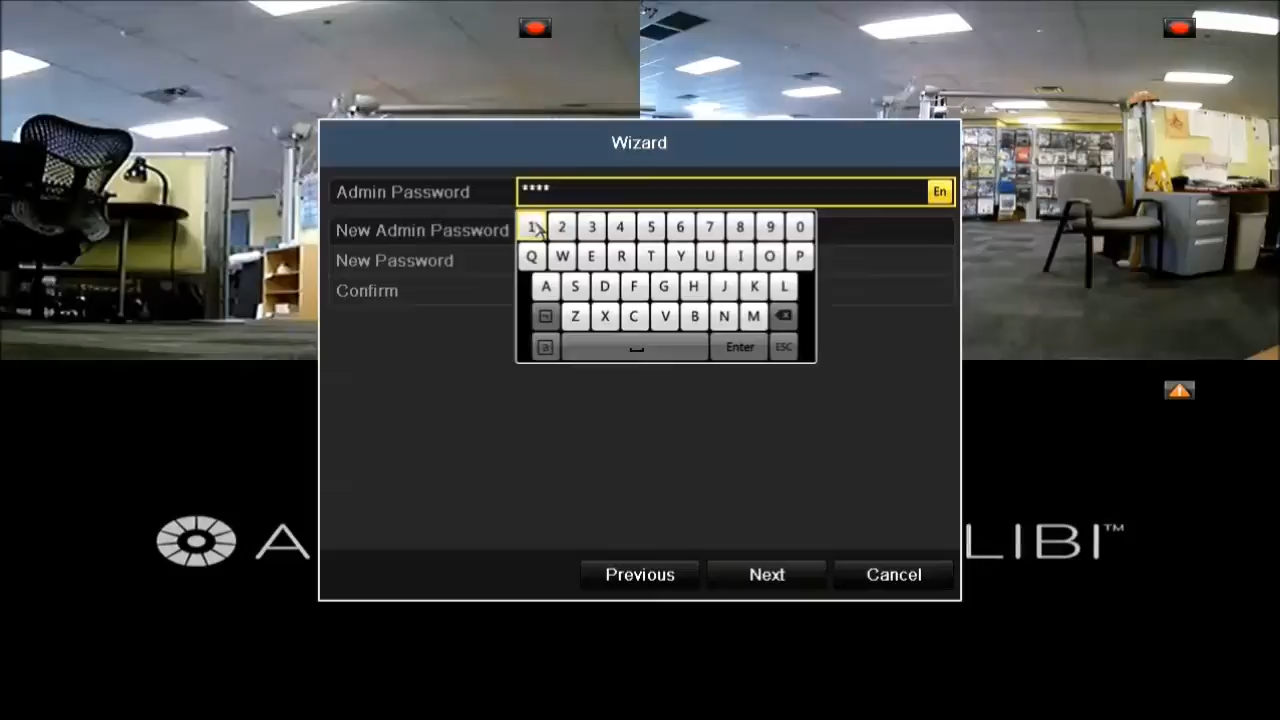 Wizard
Admin Password **** En
New Admin Password
New Password
Confirm
1 2 3 4 5 6 7 8 9 0
Q W E R T Y U I O P
A S D F G H J K L
Z X C V B N M
a Enter ESC
A LIBI™
Previous Next Cancel